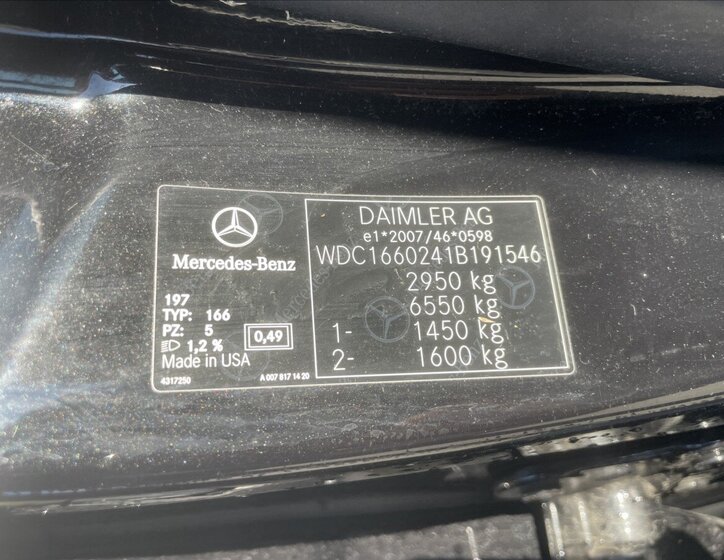 Mercedes-Benz
197
TYP: 166
PZ: 5
1,2 %
0,49
Made in USA
4317250
A 007 817 14 20
DAIMLER AG
e1*2007/46*0598
WDC1660241B191546
2950 kg
6550 kg
1- 1450 kg
2- 1600 kg